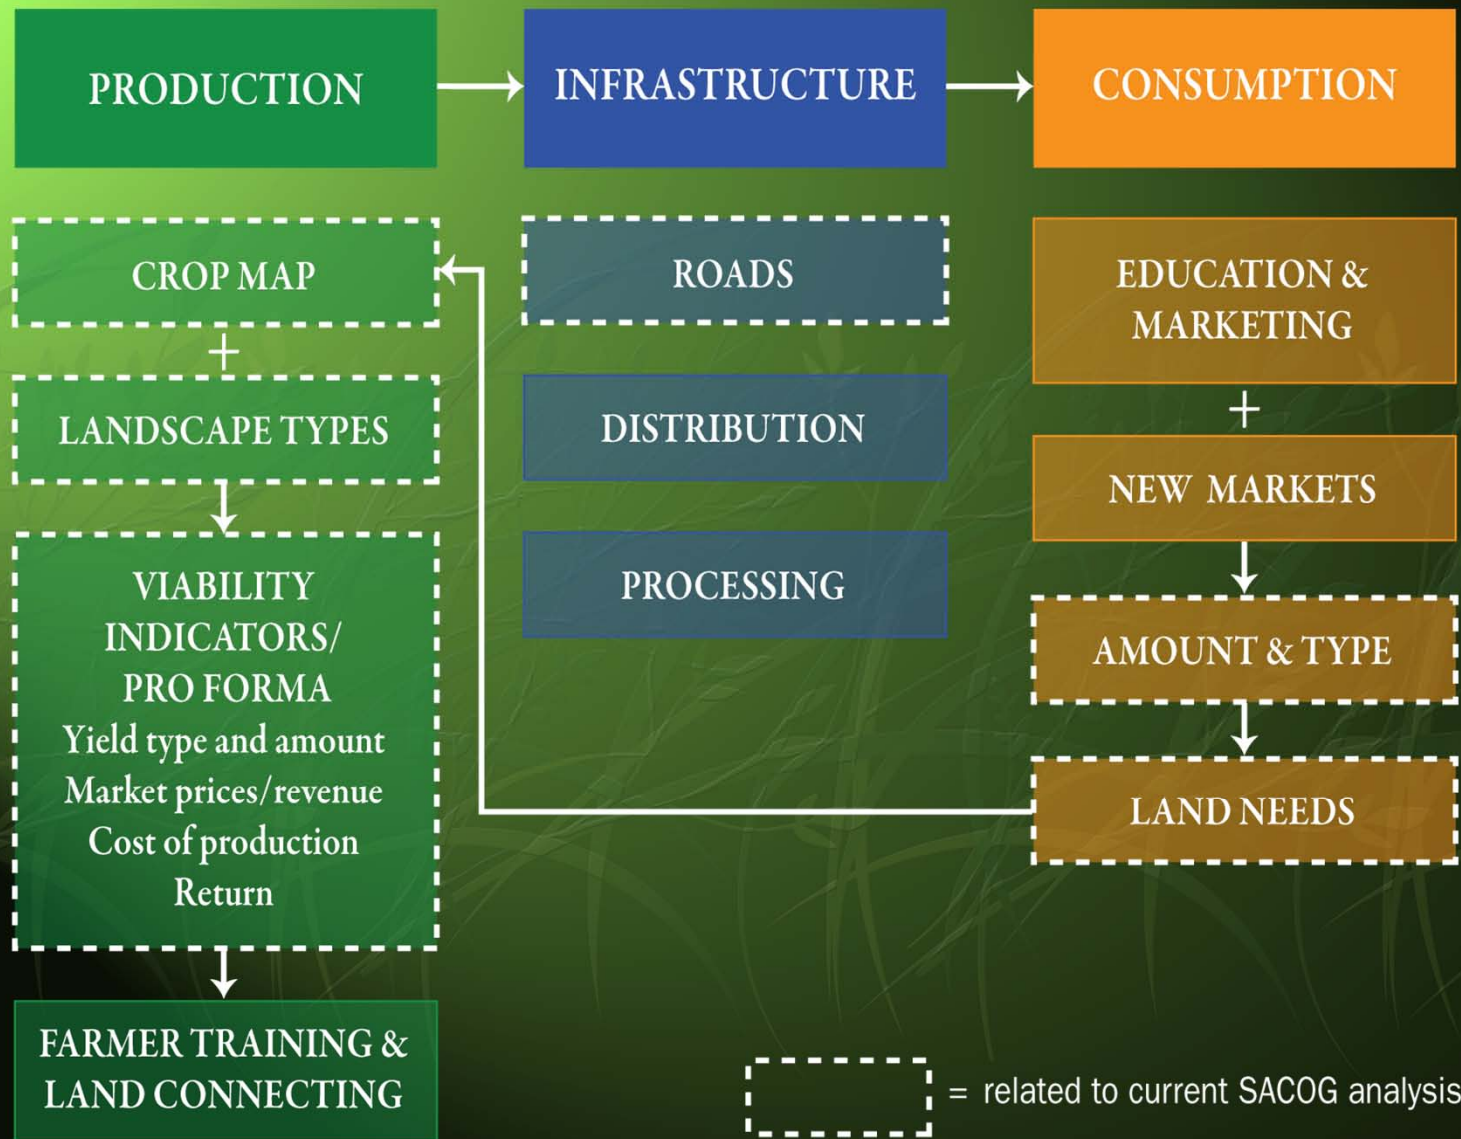 PRODUCTION
INFRASTRUCTURE
CONSUMPTION
CROP MAP
+
LANDSCAPE TYPES
VIABILITY
INDICATORS/
PRO FORMA
Yield type and amount
Market prices/revenue
Cost of production
Return
FARMER TRAINING &
LAND CONNECTING
ROADS
DISTRIBUTION
PROCESSING
EDUCATION &
MARKETING
+
NEW MARKETS
AMOUNT & TYPE
LAND NEEDS
= related to current SACOG analysis